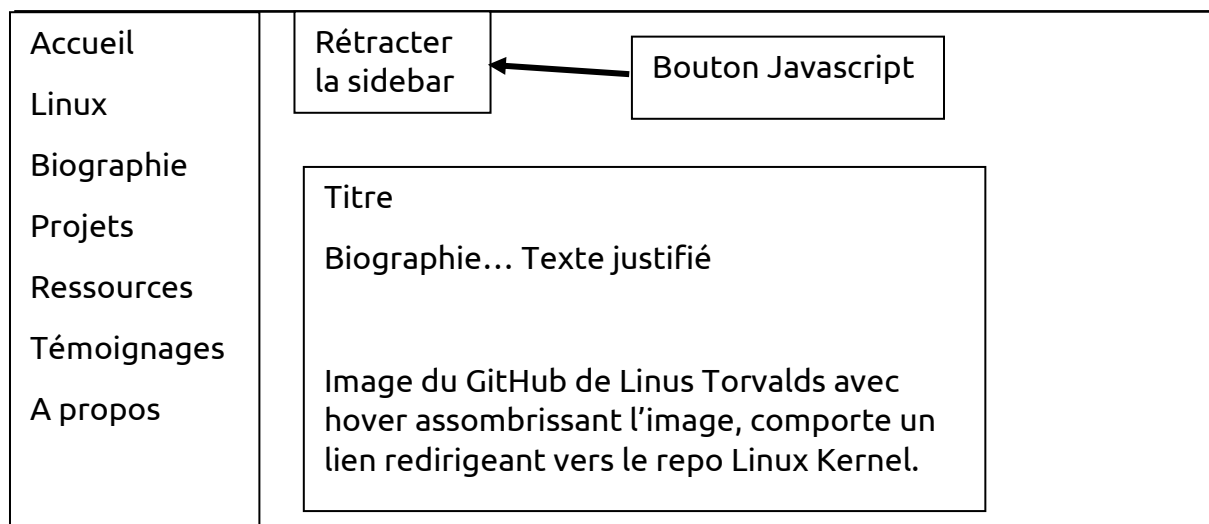 Accueil
Linux
Biographie
Projets
Ressources
Témoignages
A propos
Rétracter
la sidebar
Bouton Javascript
Titre
Biographie… Texte justifié
Image du GitHub de Linus Torvalds avec
hover assombrissant l’image, comporte un
lien redirigeant vers le repo Linux Kernel.